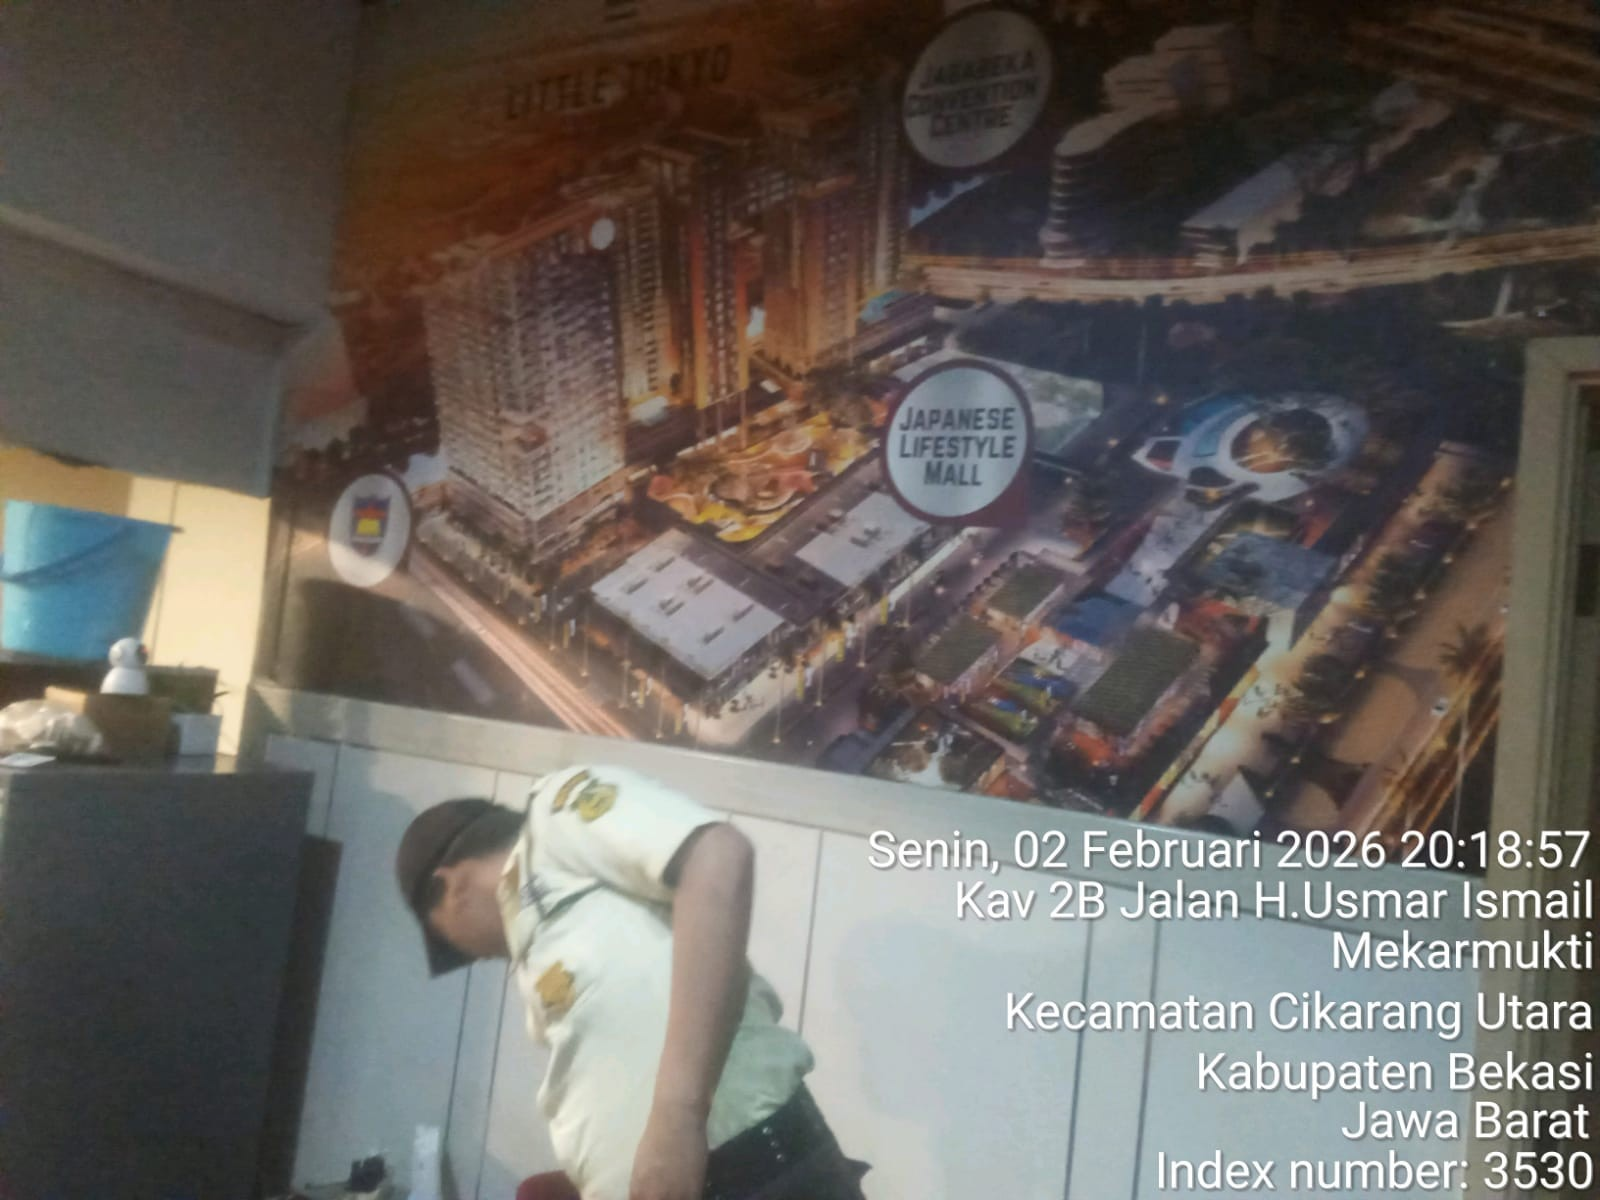 LITTLE TOKYO
JABABEKA
CONVENTION
CENTRE
JAPANESE
LIFESTYLE
MALL
Senin, 02 Februari 2026 20:18:57
Kav 2B Jalan H.Usmar Ismail
Mekarmukti
Kecamatan Cikarang Utara
Kabupaten Bekasi
Jawa Barat
Index number: 3530